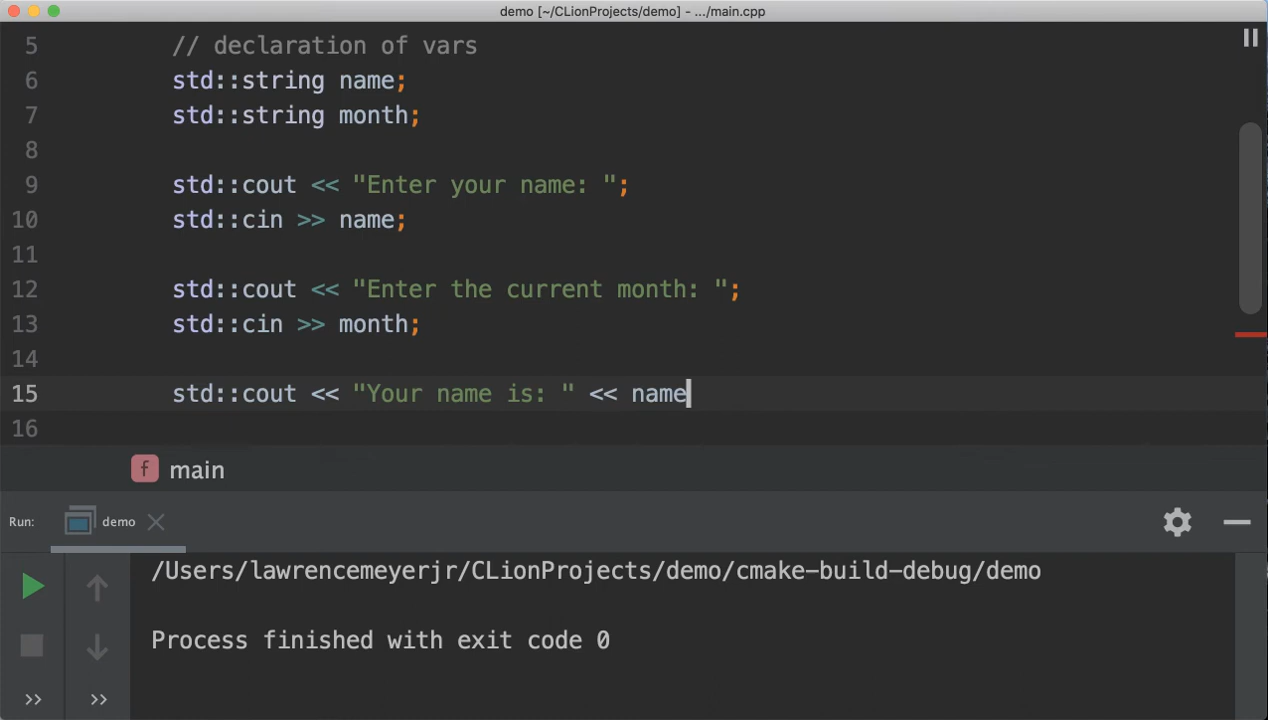 demo [~/CLionProjects/demo] - .../main.cpp
5 // declaration of vars
6 std::string name;
7 std::string month;
8
9 std::cout << "Enter your name: ";
10 std::cin >> name;
11
12 std::cout << "Enter the current month: ";
13 std::cin >> month;
14
15 std::cout << "Your name is: " << name
16
f main
Run: demo
/Users/lawrencemeyerjr/CLionProjects/demo/cmake-build-debug/demo
Process finished with exit code 0